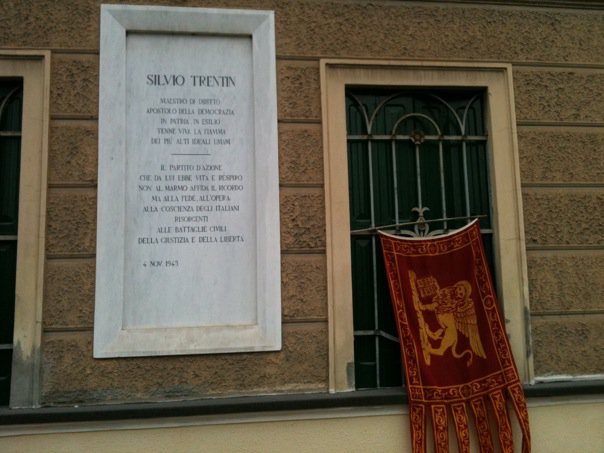 SILVIO TRENTIN
MAESTRO DI DIRITTO
APOSTOLO DELLA DEMOCRAZIA
IN PATRIA IN ESILIO
TENNE VIVA LA FIAMMA
DEI PIÙ ALTI IDEALI UMANI
IL PARTITO D'AZIONE
CHE DA LUI EBBE VITA E RESPIRO
NON AL MARMO AFFIDA IL RICORDO
MA ALLA FEDE, ALL'OPERA
ALLA COSCIENZA DEGLI ITALIANI
RISORGENTI
ALLE BATTAGLIE CIVILI
DELLA GIUSTIZIA E DELLA LIBERTÀ
4 NOV. 1945